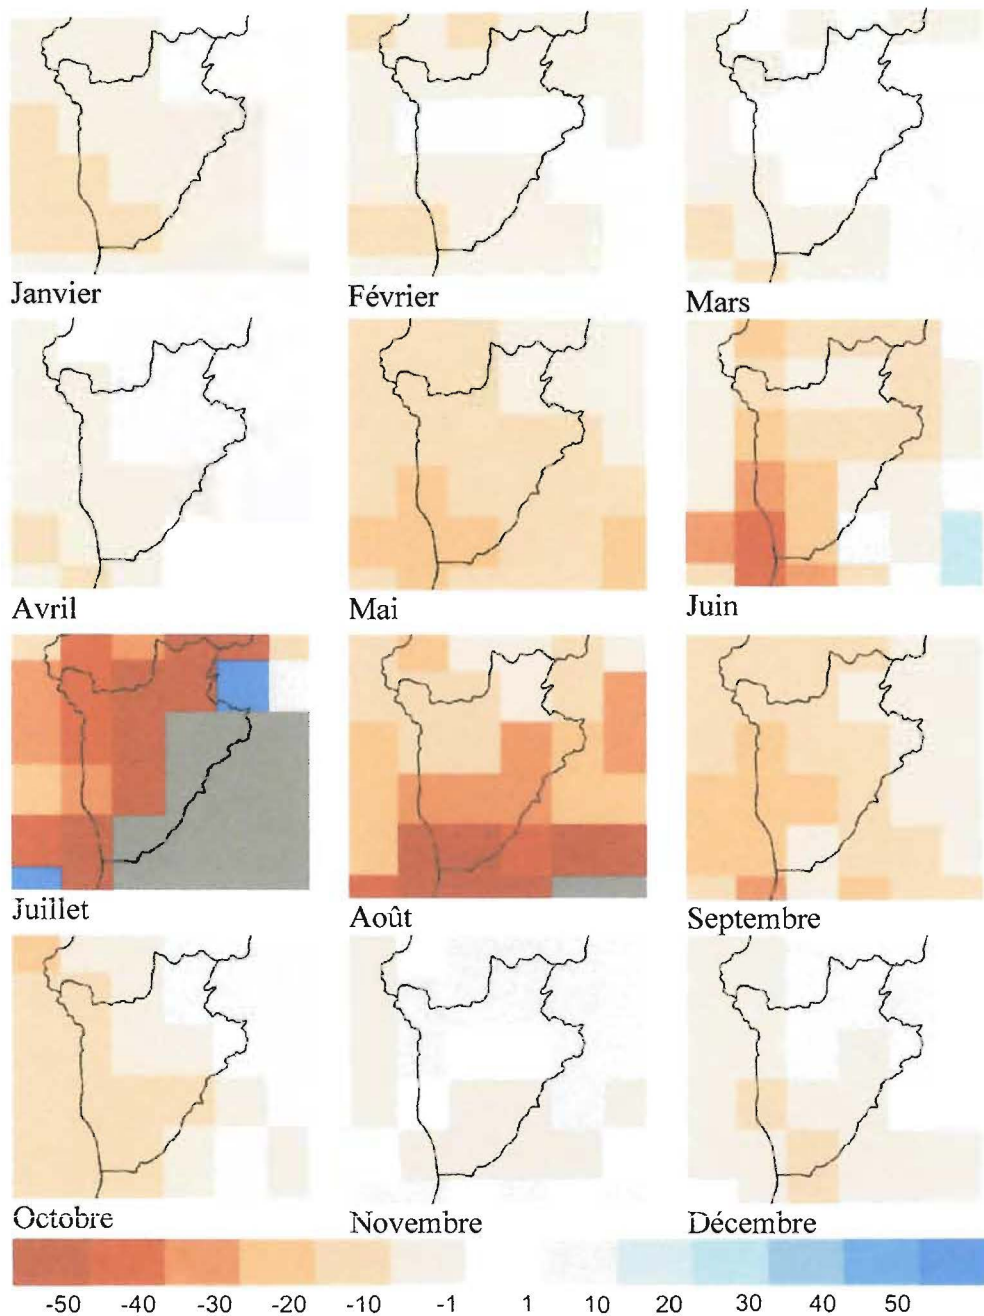 Janvier
Février
Mars
Avril
Mai
Juin
Juillet
Août
Septembre
Octobre
Novembre
Décembre
-50 -40 -30 -20 -10 -1 1 10 20 30 40 50